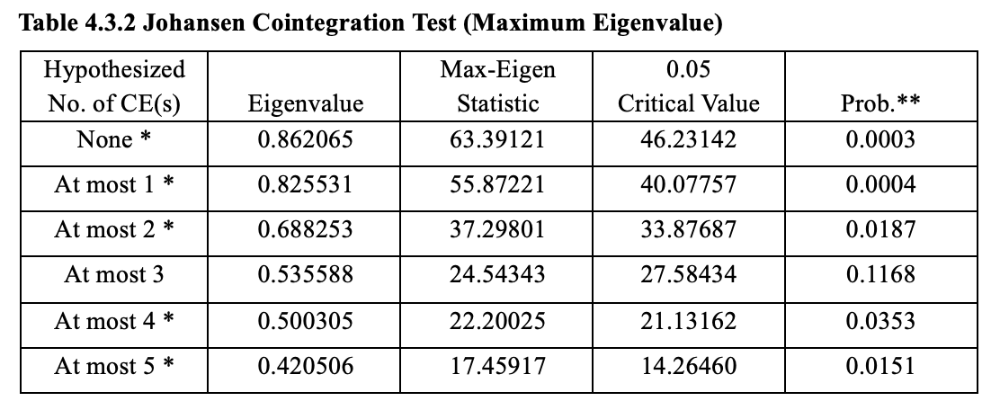 Table 4.3.2 Johansen Cointegration Test (Maximum Eigenvalue)
Hypothesized No. of CE(s) Eigenvalue Max-Eigen Statistic 0.05 Critical Value Prob.**
None * 0.862065 63.39121 46.23142 0.0003
At most 1 * 0.825531 55.87221 40.07757 0.0004
At most 2 * 0.688253 37.29801 33.87687 0.0187
At most 3 0.535588 24.54343 27.58434 0.1168
At most 4 * 0.500305 22.20025 21.13162 0.0353
At most 5 * 0.420506 17.45917 14.26460 0.0151